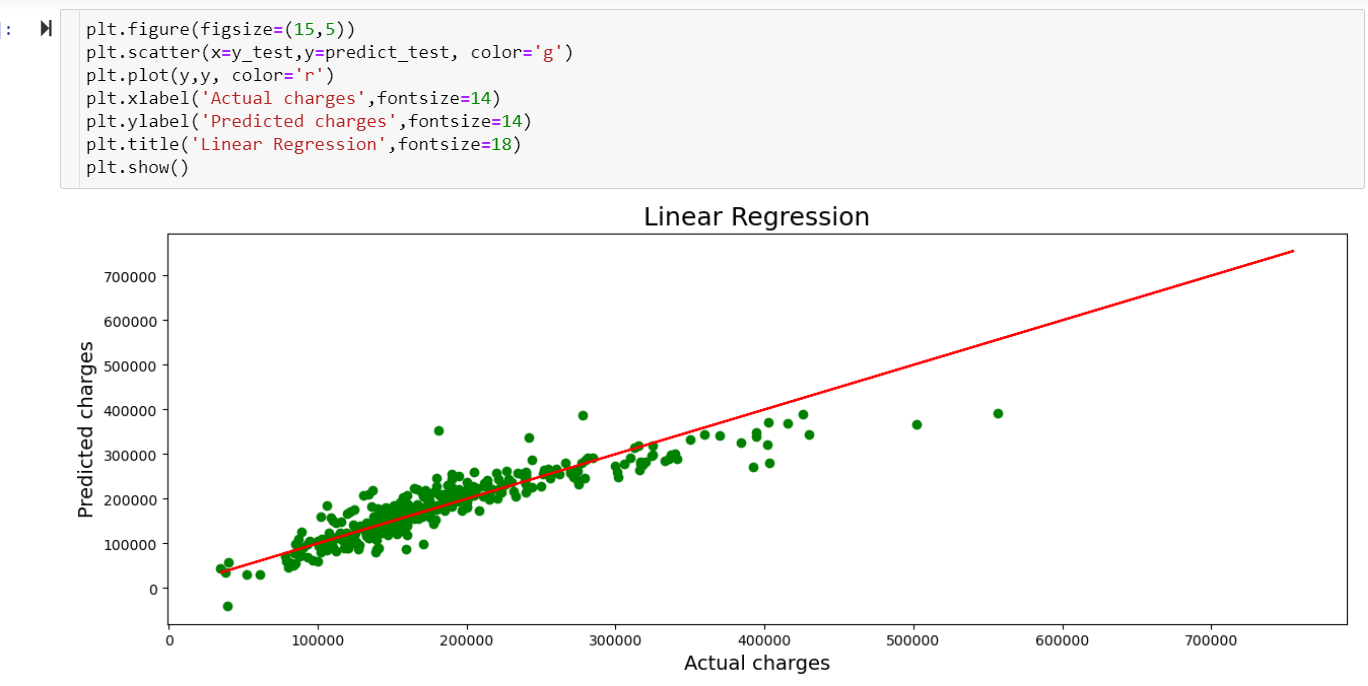 ]:
plt.figure(figsize=(15,5))
plt.scatter(x=y_test,y=predict_test, color='g')
plt.plot(y,y, color='r')
plt.xlabel('Actual charges',fontsize=14)
plt.ylabel('Predicted charges',fontsize=14)
plt.title('Linear Regression',fontsize=18)
plt.show()
Linear Regression
Predicted charges
700000
600000
500000
400000
300000
200000
100000
0
0 100000 200000 300000 400000 500000 600000 700000
Actual charges